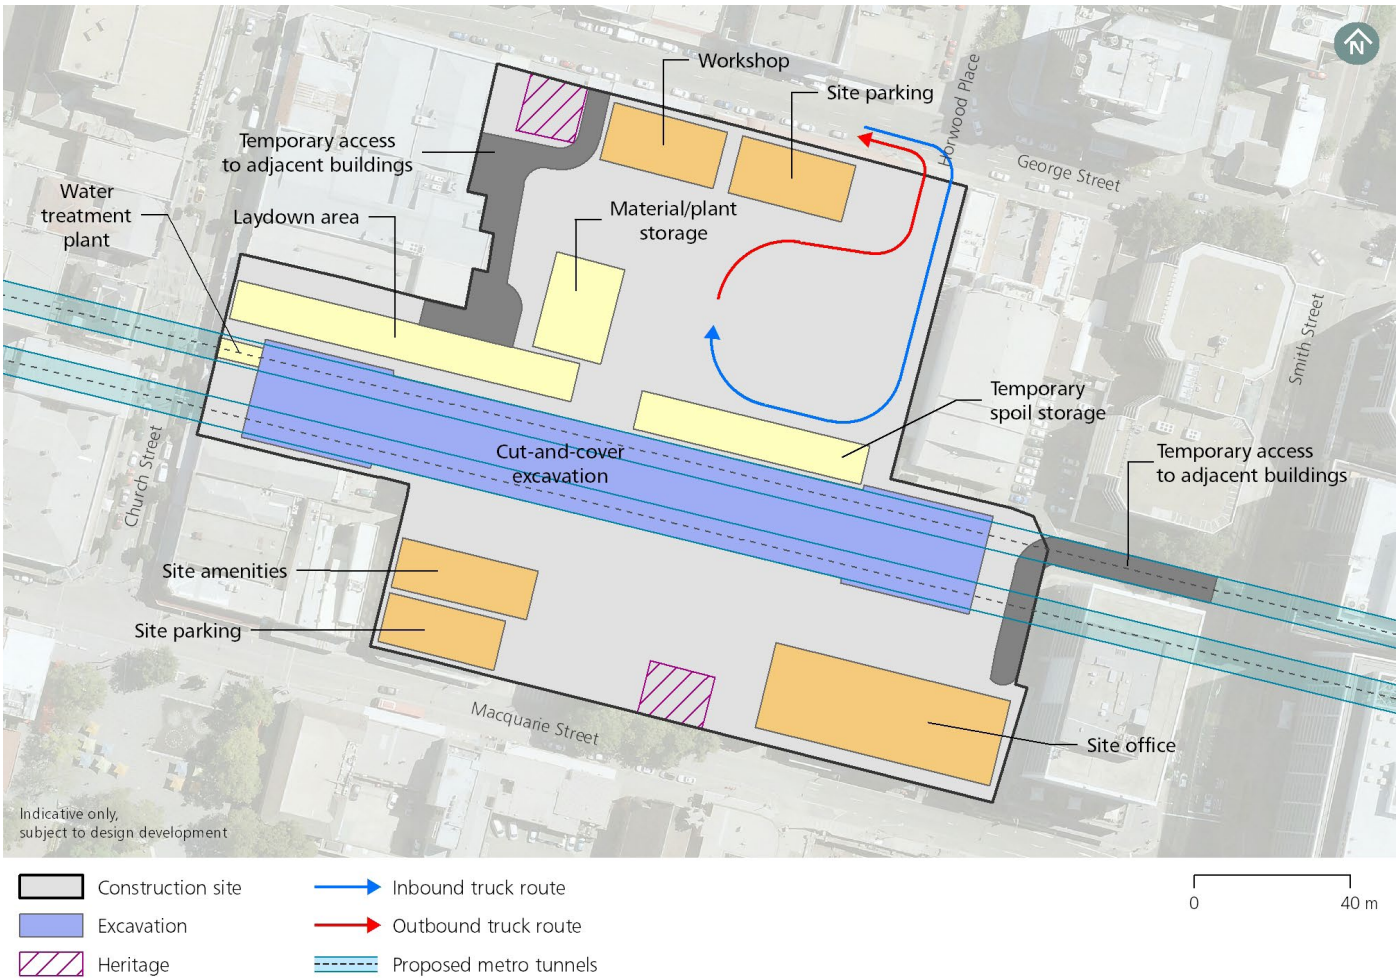 N
Workshop
Site parking
Horwood Place
George Street
Temporary access
to adjacent buildings
Water
treatment
plant
Laydown area
Material/plant
storage
Smith Street
Temporary
spoil storage
Cut-and-cover
excavation
Temporary access
to adjacent buildings
Church Street
Site amenities
Site parking
Macquarie Street
Site office
Indicative only,
subject to design development
Construction site
Excavation
Heritage
Inbound truck route
Outbound truck route
Proposed metro tunnels
0
40 m